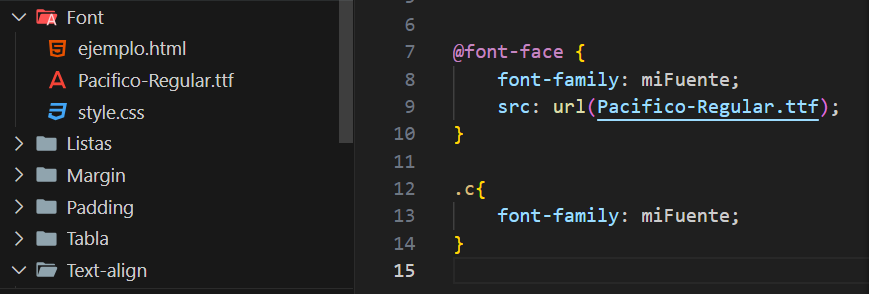 Font
ejemplo.html
Pacifico-Regular.ttf
style.css
Listas
Margin
Padding
Tabla
Text-align
6
7 @font-face {
8 font-family: miFuente;
9 src: url(Pacifico-Regular.ttf);
10 }
11
12 .c{
13 font-family: miFuente;
14 }
15